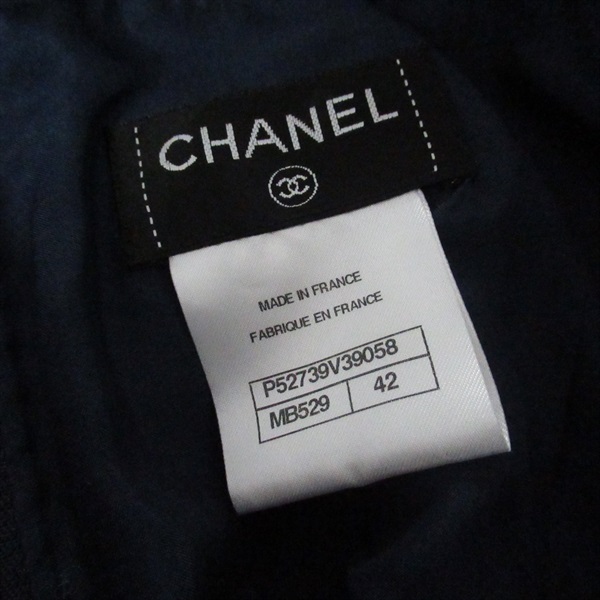 CHANEL
MADE IN FRANCE
FABRIQUE EN FRANCE
P52739V39058
MB529 42